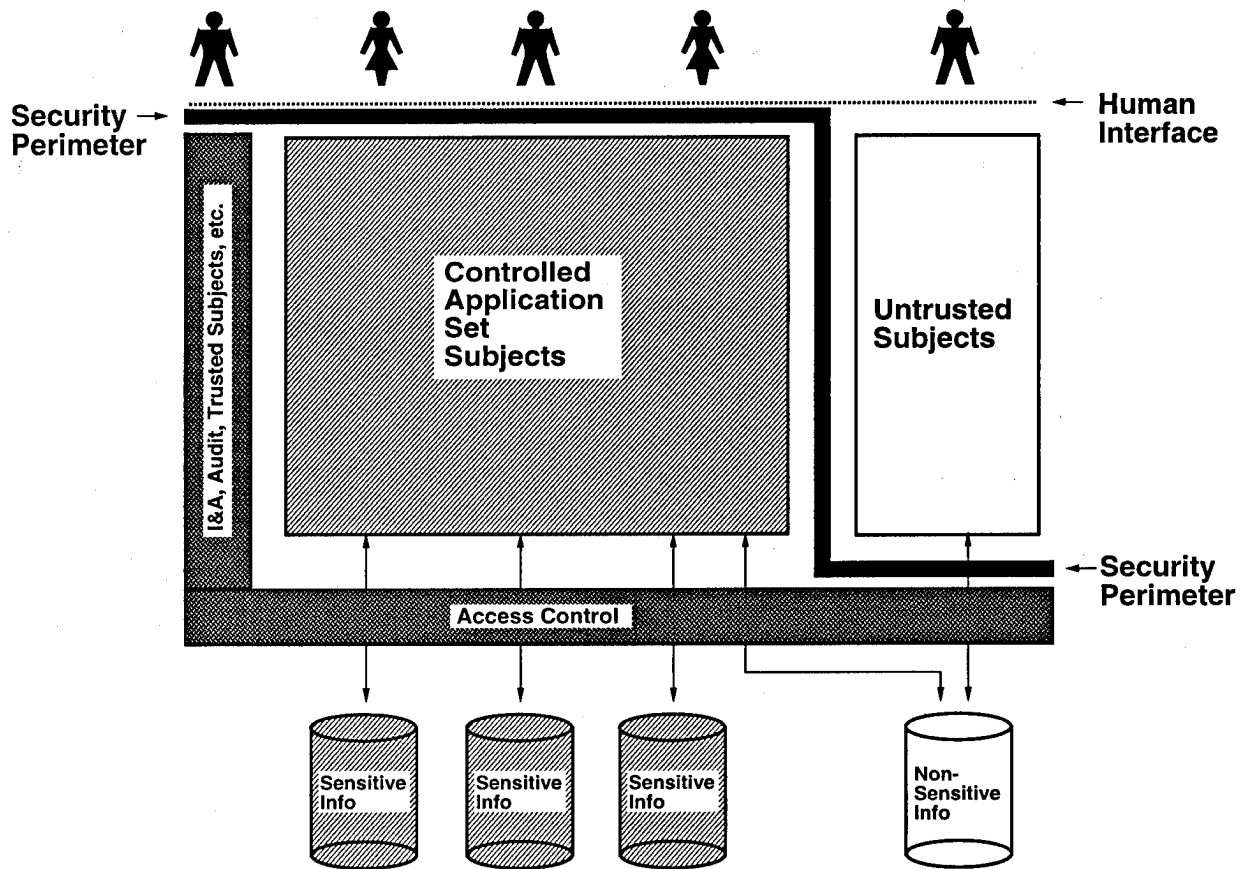 Security
Perimeter
Human
Interface
I&A, Audit, Trusted Subjects, etc.
Controlled
Application
Set
Subjects
Untrusted
Subjects
Security
Perimeter
Access Control
Sensitive
Info
Sensitive
Info
Sensitive
Info
Non-
Sensitive
Info